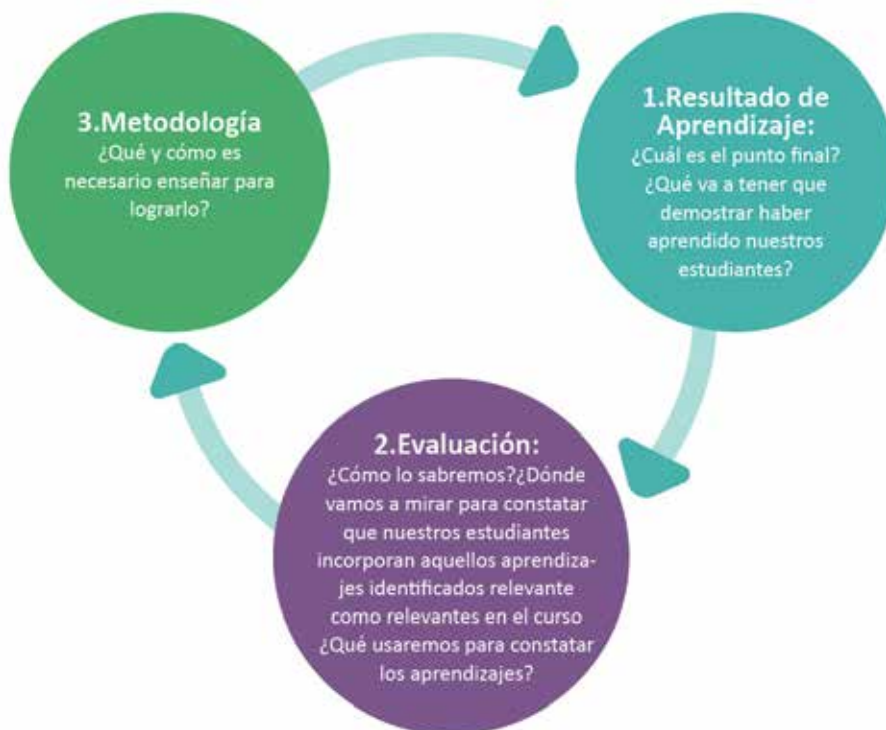 3.Metodología
¿Qué y cómo es
necesario enseñar para
lograrlo?
1.Resultado de
Aprendizaje:
¿Cuál es el punto final?
¿Qué va a tener que
demostrar haber
aprendido nuestros
estudiantes?
2.Evaluación:
¿Cómo lo sabremos?¿Dónde
vamos a mirar para constatar
que nuestros estudiantes
incorporan aquellos aprendiza-
jes identificados relevante
como relevantes en el curso
¿Qué usaremos para constatar
los aprendizajes?